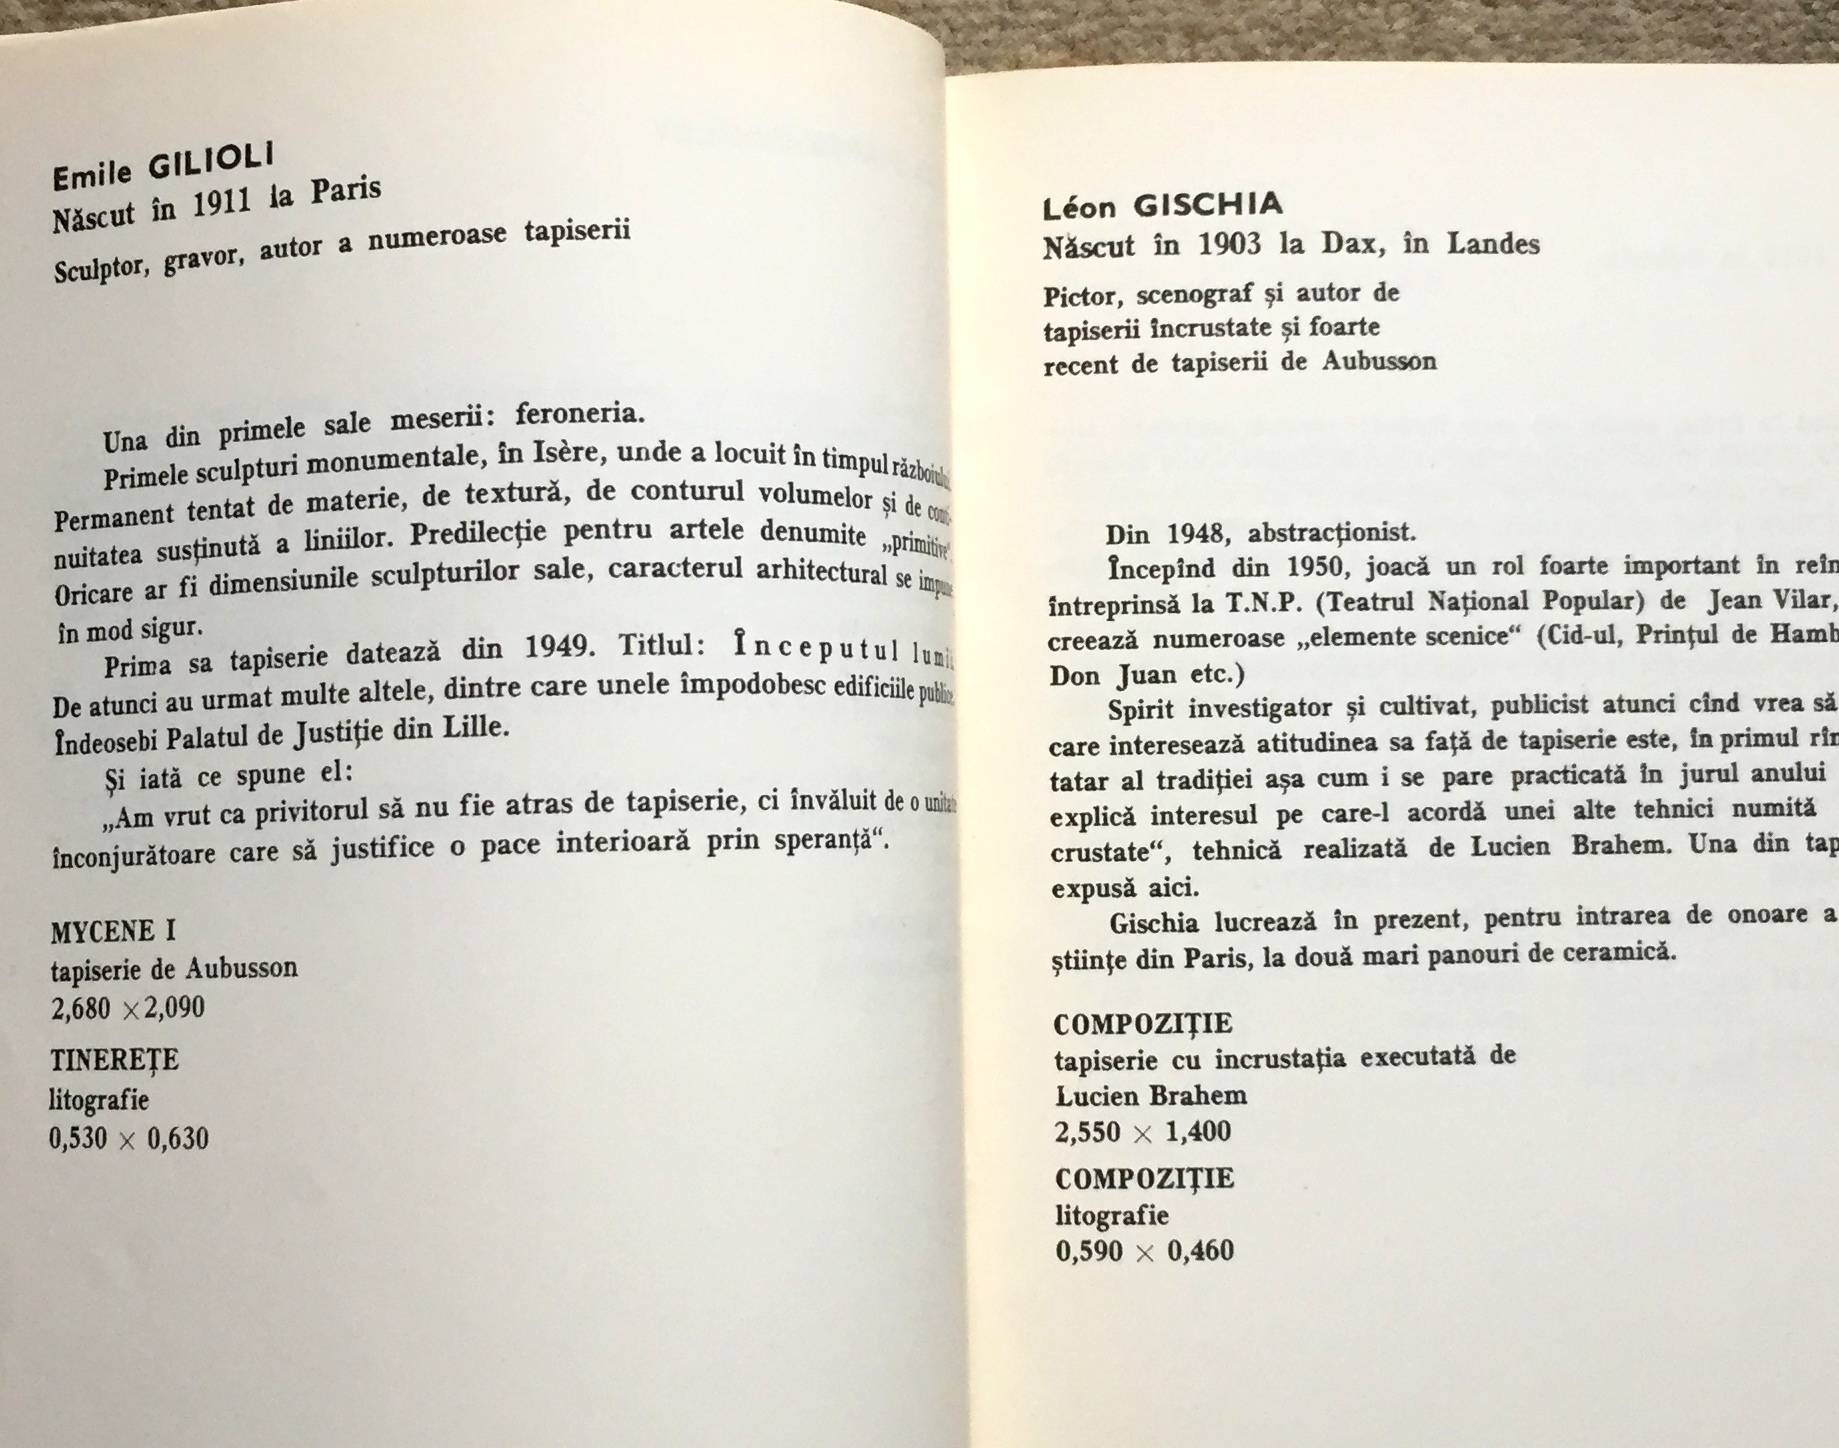 Emile GILIOLI
Născut în 1911 la Paris
Sculptor, gravor, autor a numeroase tapiserii
Una din primele sale meserii: feroneria.
Primele sculpturi monumentale, în Isère, unde a locuit în timpul războiului.
Permanent tentat de materie, de textură, de conturul volumelor și de conti-
nuitatea susținută a liniilor. Predilecție pentru artele denumite „primitive“.
Oricare ar fi dimensiunile sculpturilor sale, caracterul arhitectural se impune
în mod sigur.
Prima sa tapiserie datează din 1949. Titlul: Începutul lumii
De atunci au urmat multe altele, dintre care unele împodobesc edificiile publice.
Îndeosebi Palatul de Justiție din Lille.
Și iată ce spune el:
„Am vrut ca privitorul să nu fie atras de tapiserie, ci învăluit de o unitate
înconjurătoare care să justifice o pace interioară prin speranță“.
MYCENE I
tapiserie de Aubusson
2,680 × 2,090
TINEREȚE
litografie
0,530 × 0,630
Léon GISCHIA
Născut în 1903 la Dax, în Landes
Pictor, scenograf și autor de
tapiserii încrustate și foarte
recent de tapiserii de Aubusson
Din 1948, abstracționist.
Începînd din 1950, joacă un rol foarte important în reîn
întreprinsă la T.N.P. (Teatrul Național Popular) de Jean Vilar,
creează numeroase „elemente scenice“ (Cid-ul, Prințul de Hamb
Don Juan etc.)
Spirit investigator și cultivat, publicist atunci cînd vrea să
care interesează atitudinea sa față de tapiserie este, în primul rîn
tatar al tradiției așa cum i se pare practicată în jurul anului
explică interesul pe care-l acordă unei alte tehnici numită
crustate“, tehnică realizată de Lucien Brahem. Una din tap
expusă aici.
Gischia lucrează în prezent, pentru intrarea de onoare a
științe din Paris, la două mari panouri de ceramică.
COMPOZIȚIE
tapiserie cu incrustația executată de
Lucien Brahem
2,550 × 1,400
COMPOZIȚIE
litografie
0,590 × 0,460